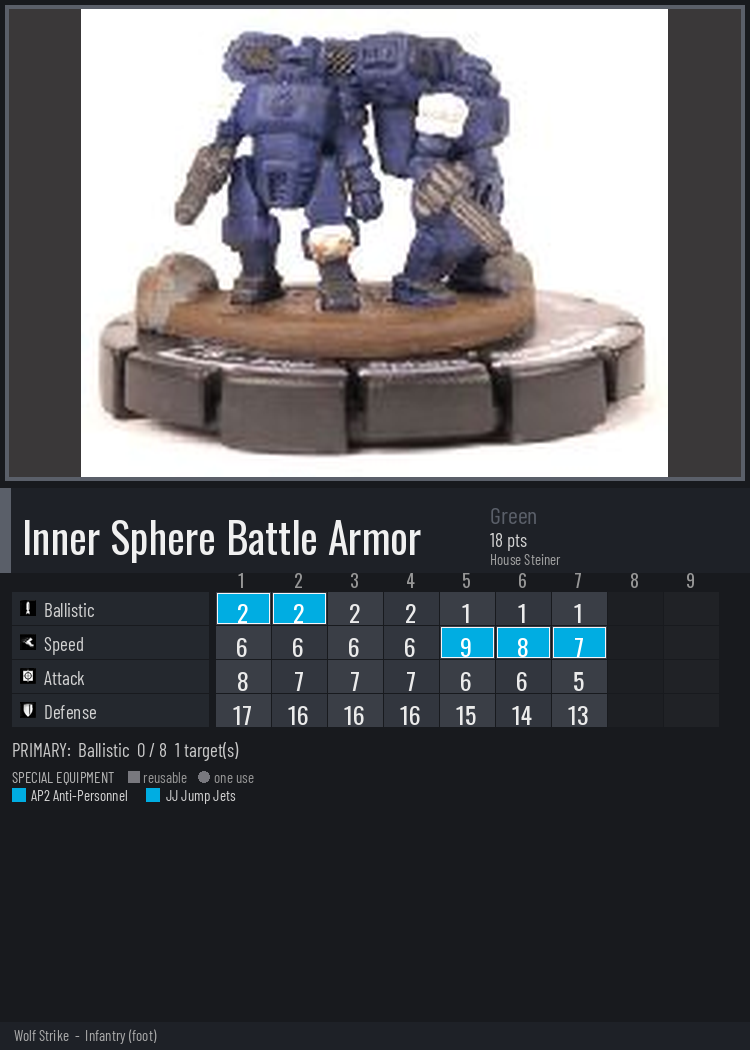 Inner Sphere Battle Armor
Green
18 pts
House Steiner
1 2 3 4 5 6 7 8 9
Ballistic 2 2 2 2 1 1 1
Speed 6 6 6 6 9 8 7
Attack 8 7 7 7 6 6 5
Defense 17 16 16 16 15 14 13
PRIMARY: Ballistic 0 / 8 1 target(s)
SPECIAL EQUIPMENT reusable one use
AP2 Anti-Personnel JJ Jump Jets
Wolf Strike - Infantry (foot)